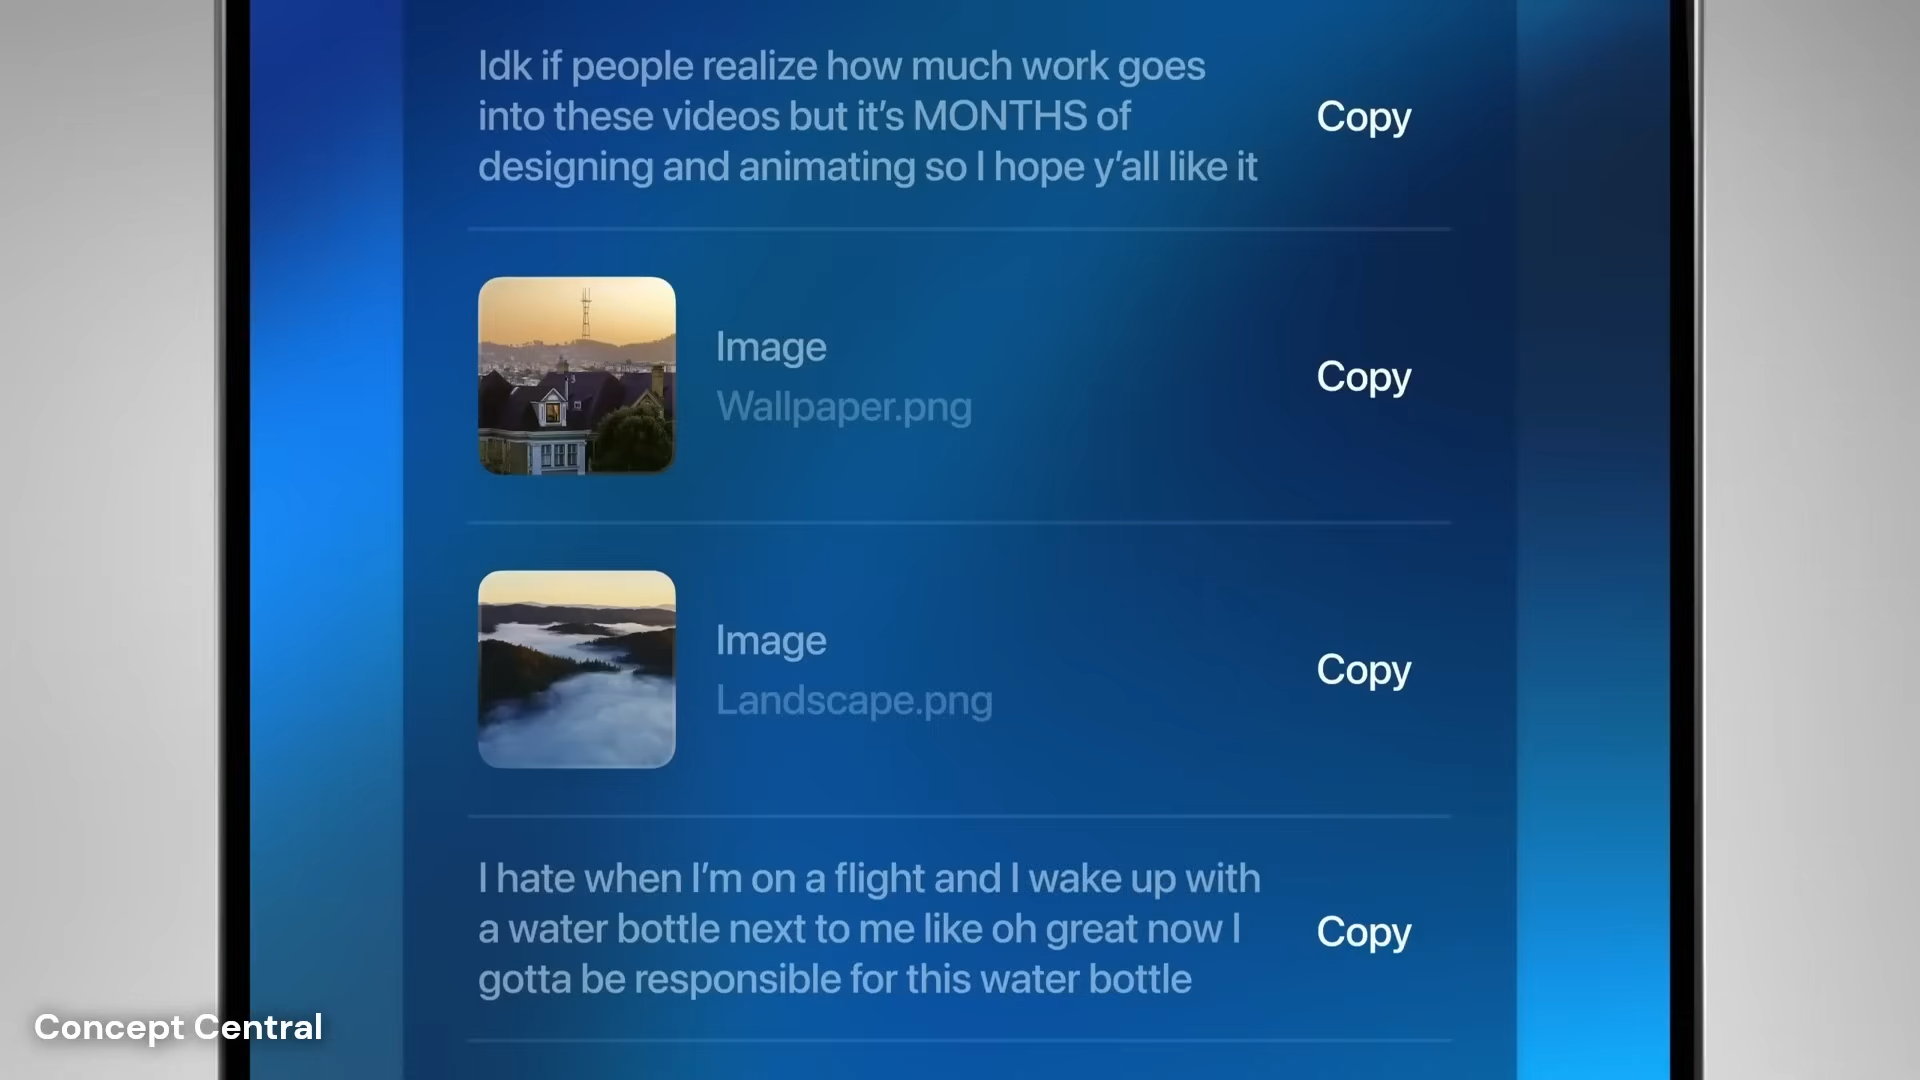 Idk if people realize how much work goes
into these videos but it’s MONTHS of
designing and animating so I hope y’all like it
Copy
Image
Wallpaper.png
Copy
Image
Landscape.png
Copy
I hate when I’m on a flight and I wake up with
a water bottle next to me like oh great now I
gotta be responsible for this water bottle
Copy
Concept Central